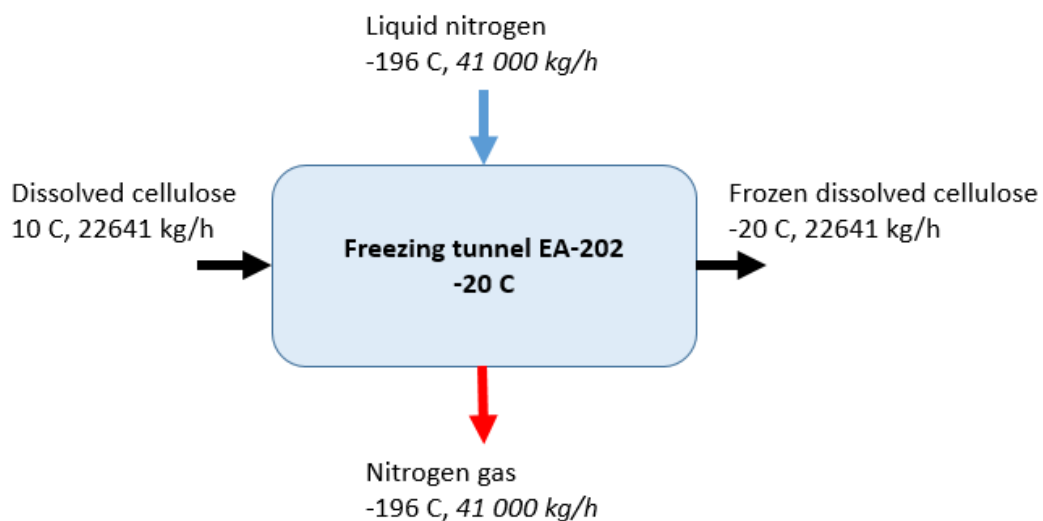 Liquid nitrogen
-196 C, 41 000 kg/h
Dissolved cellulose
10 C, 22641 kg/h
Freezing tunnel EA-202
-20 C
Frozen dissolved cellulose
-20 C, 22641 kg/h
Nitrogen gas
-196 C, 41 000 kg/h